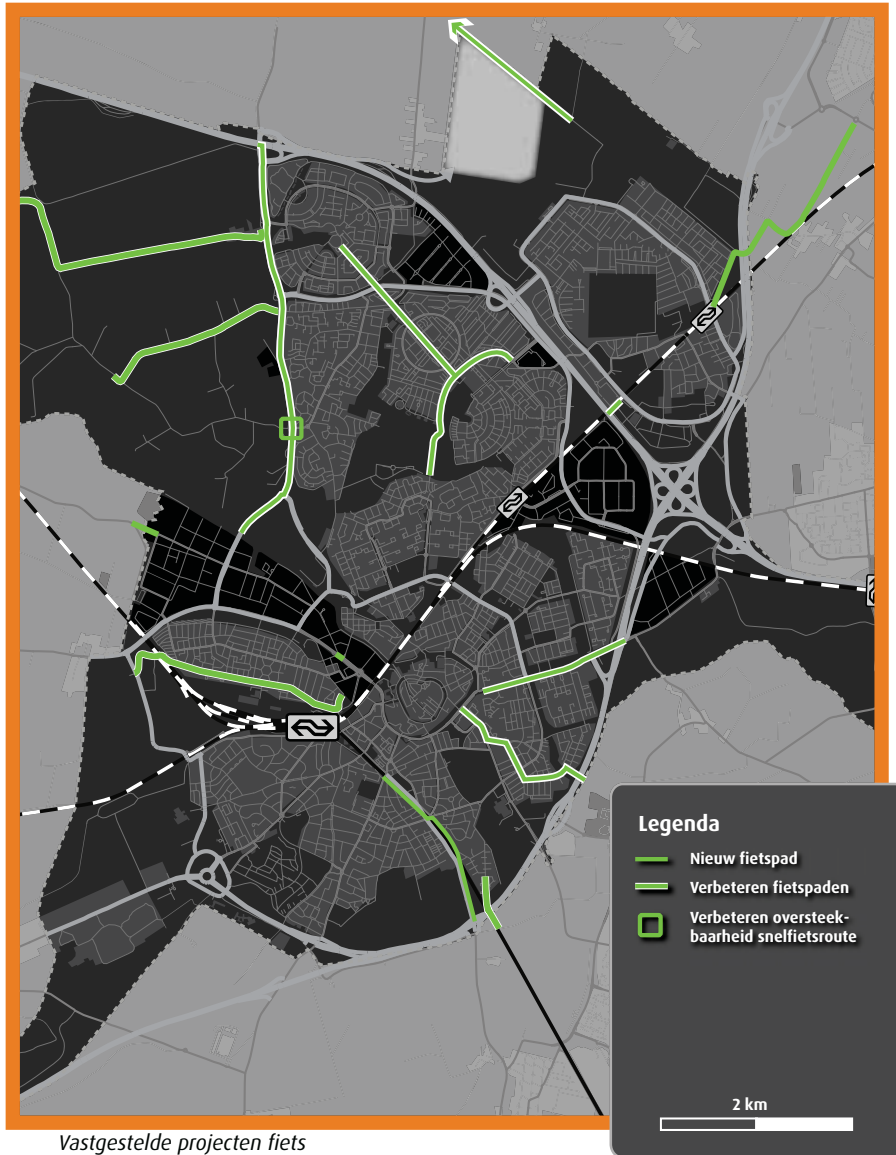 Legenda
Nieuw fietspad
Verbeteren fietspaden
Verbeteren oversteek-
baarheid snelfietsroute
2 km
Vastgestelde projecten fiets